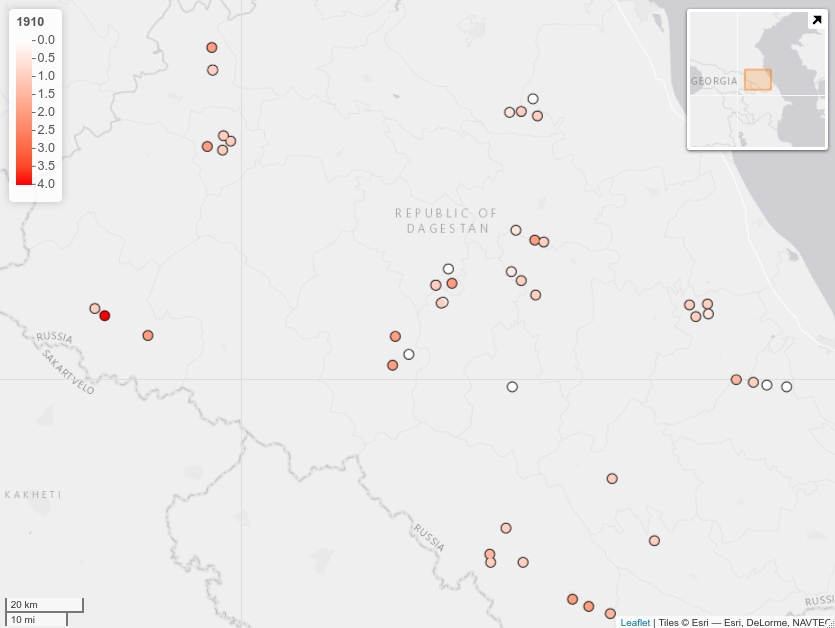 1910
-0.0
-0.5
-1.0
-1.5
-2.0
-2.5
-3.0
-3.5
-4.0
GEORGIA
REPUBLIC OF
DAGESTAN
RUSSIA
SAKARTVELO
KAKHETI
RUSSIA
RUSSI
20 km
10 mi
Leaflet | Tiles © Esri — Esri, DeLorme, NAVTEQ